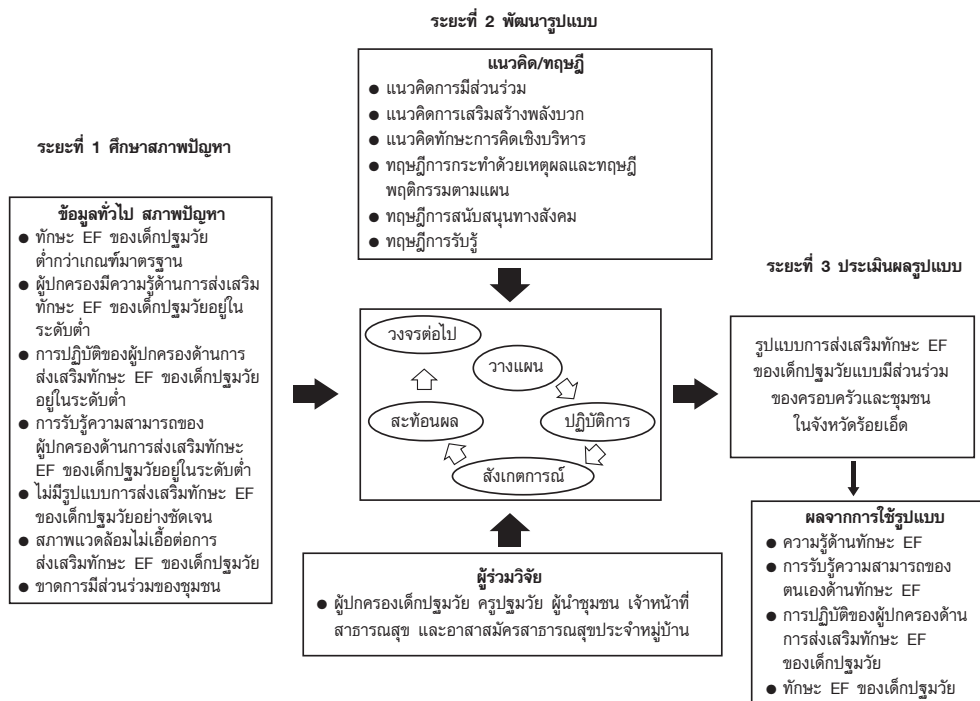 ระยะที่ 1 ศึกษาสภาพปัญหา
ข้อมูลทั่วไป สภาพปัญหา
● ทักษะ EF ของเด็กปฐมวัย
ต่ำกว่าเกณฑ์มาตรฐาน
● ผู้ปกครองมีความรู้ด้านการส่งเสริม
ทักษะ EF ของเด็กปฐมวัยอยู่ใน
ระดับต่ำ
● การปฏิบัติของผู้ปกครองด้านการ
ส่งเสริมทักษะ EF ของเด็กปฐมวัย
อยู่ในระดับต่ำ
● การรับรู้ความสามารถของ
ผู้ปกครองด้านการส่งเสริมทักษะ
EF ของเด็กปฐมวัยอยู่ในระดับต่ำ
● ไม่มีรูปแบบการส่งเสริมทักษะ EF
ของเด็กปฐมวัยอย่างชัดเจน
● สภาพแวดล้อมไม่เอื้อต่อการ
ส่งเสริมทักษะ EF ของเด็กปฐมวัย
● ขาดการมีส่วนร่วมของชุมชน
ระยะที่ 2 พัฒนารูปแบบ
แนวคิด/ทฤษฎี
● แนวคิดการมีส่วนร่วม
● แนวคิดการเสริมสร้างพลังบวก
● แนวคิดทักษะการคิดเชิงบริหาร
● ทฤษฎีการกระทำด้วยเหตุผลและทฤษฎี
พฤติกรรมตามแผน
● ทฤษฎีการสนับสนุนทางสังคม
● ทฤษฎีการรับรู้
วงจรต่อไป
วางแผน
สะท้อนผล
ปฏิบัติการ
สังเกตการณ์
ผู้ร่วมวิจัย
● ผู้ปกครองเด็กปฐมวัย ครูปฐมวัย ผู้นำชุมชน เจ้าหน้าที่
สาธารณสุข และอาสาสมัครสาธารณสุขประจำหมู่บ้าน
ระยะที่ 3 ประเมินผลรูปแบบ
รูปแบบการส่งเสริมทักษะ EF
ของเด็กปฐมวัยแบบมีส่วนร่วม
ของครอบครัวและชุมชน
ในจังหวัดร้อยเอ็ด
ผลจากการใช้รูปแบบ
● ความรู้ด้านทักษะ EF
● การรับรู้ความสามารถของ
ตนเองด้านทักษะ EF
● การปฏิบัติของผู้ปกครองด้าน
การส่งเสริมทักษะ EF
ของเด็กปฐมวัย
● ทักษะ EF ของเด็กปฐมวัย